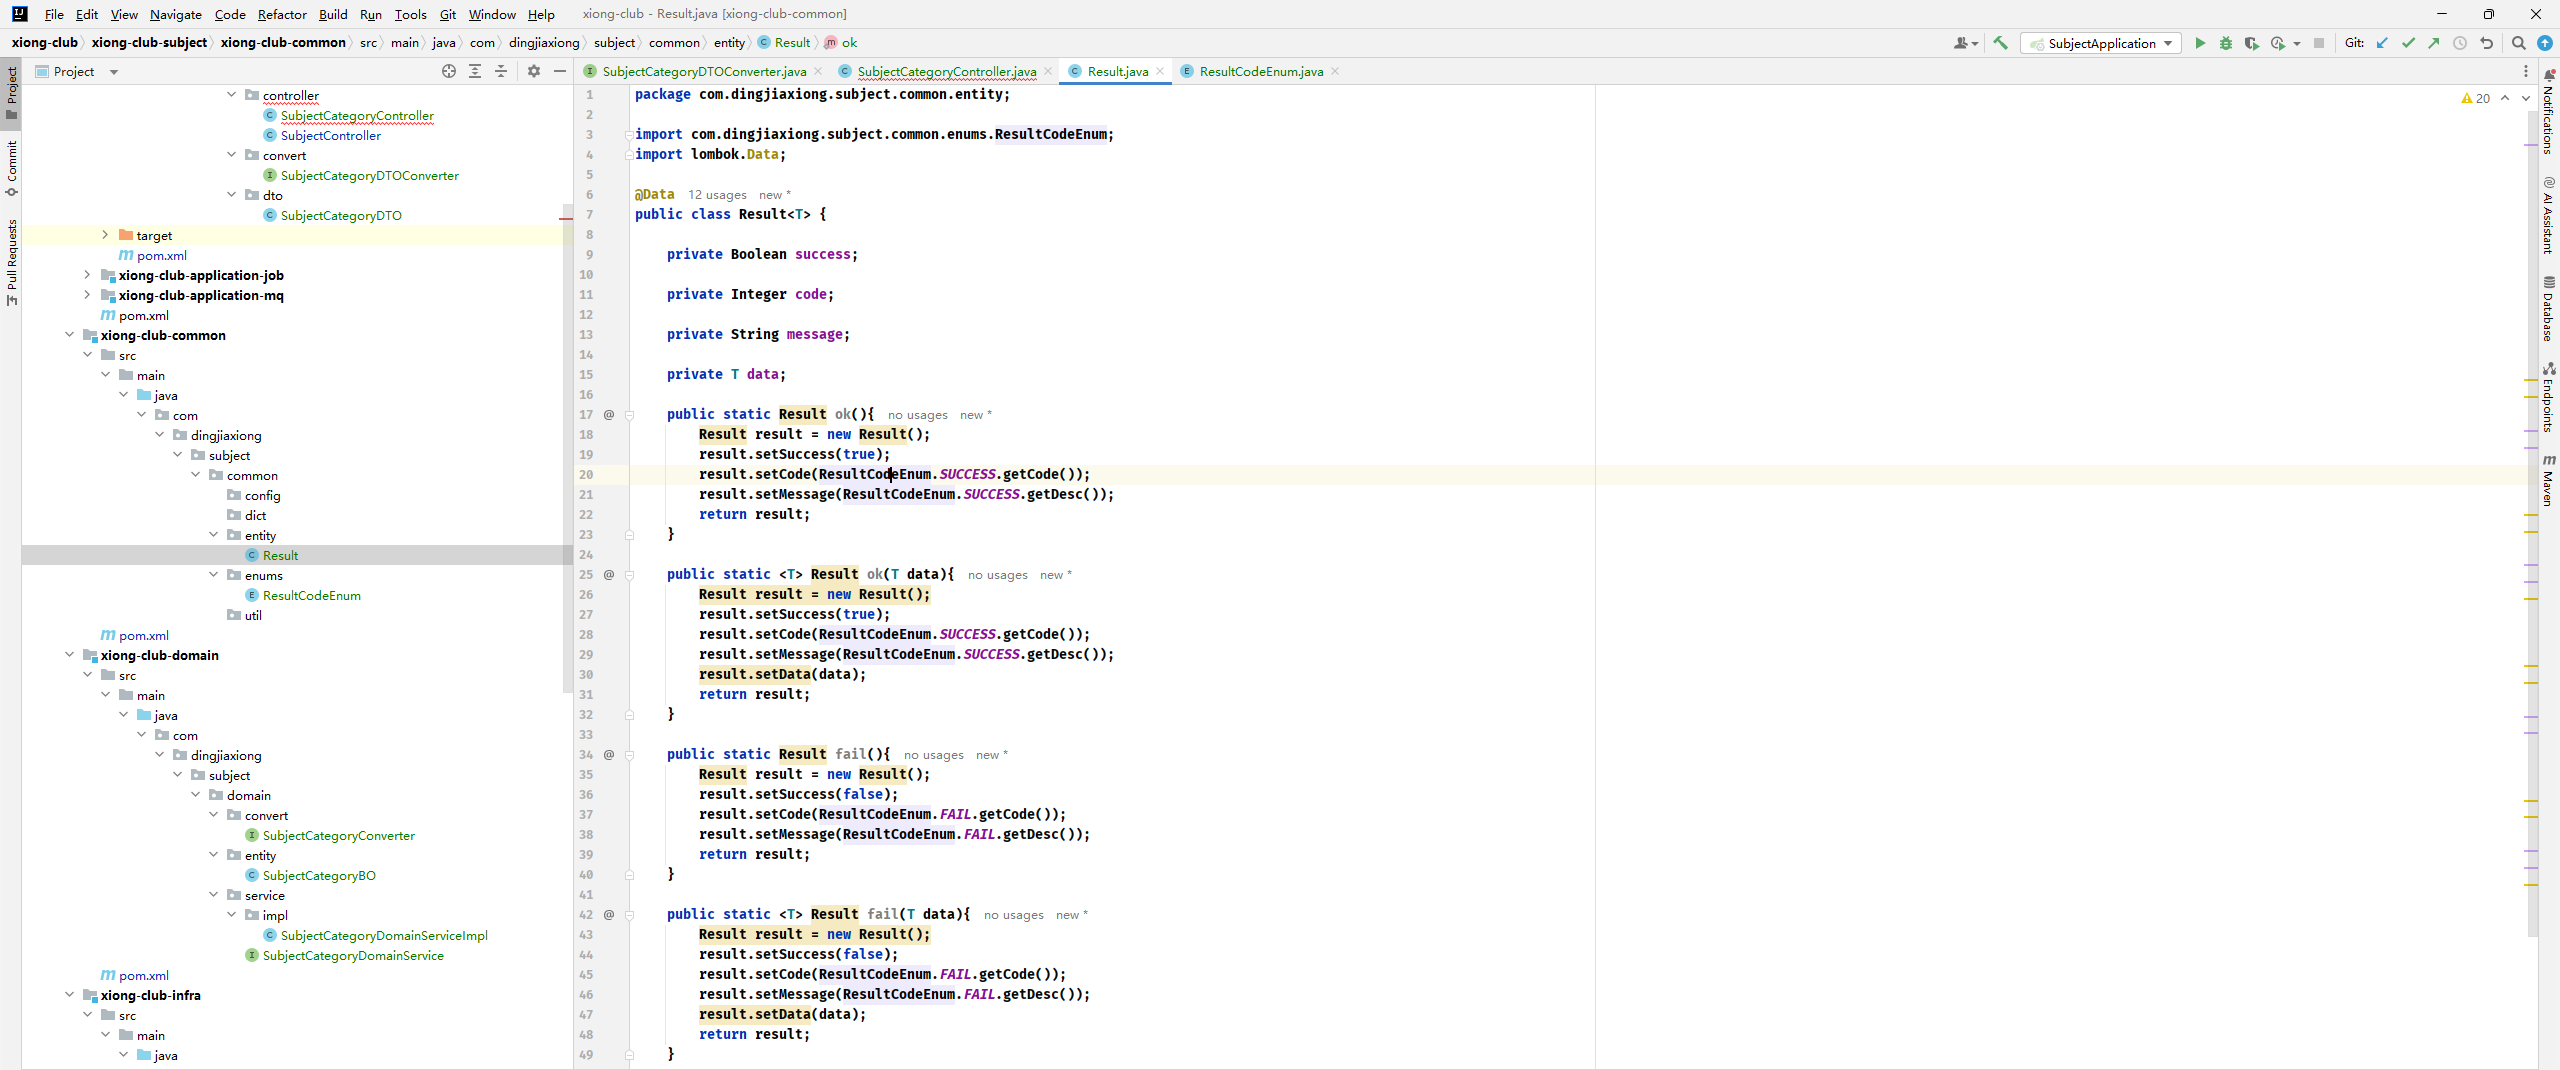 File Edit View Navigate Code Refactor Build Run Tools Git Window Help xiong-club - Result.java [xiong-club-common]
xiong-club xiong-club-subject xiong-club-common src main java com dingjiaxiong subject common entity Result ok
SubjectApplication Git:
Project
Commit
Pull Requests
Project
controller
SubjectCategoryController
SubjectController
convert
SubjectCategoryDTOConverter
dto
SubjectCategoryDTO
target
pom.xml
xiong-club-application-job
xiong-club-application-mq
pom.xml
xiong-club-common
src
main
java
com
dingjiaxiong
subject
common
config
dict
entity
Result
enums
ResultCodeEnum
util
pom.xml
xiong-club-domain
src
main
java
com
dingjiaxiong
subject
domain
convert
SubjectCategoryConverter
entity
SubjectCategoryBO
service
impl
SubjectCategoryDomainServiceImpl
SubjectCategoryDomainService
pom.xml
xiong-club-infra
src
main
java
SubjectCategoryDTOConverter.java SubjectCategoryController.java Result.java ResultCodeEnum.java
20
1 package com.dingjiaxiong.subject.common.entity;
2
3 import com.dingjiaxiong.subject.common.enums.ResultCodeEnum;
4 import lombok.Data;
5
6 @Data 12 usages new *
7 public class Result<T> {
8
9 private Boolean success;
10
11 private Integer code;
12
13 private String message;
14
15 private T data;
16
17 @ public static Result ok(){ no usages new *
18 Result result = new Result();
19 result.setSuccess(true);
20 result.setCode(ResultCodeEnum.SUCCESS.getCode());
21 result.setMessage(ResultCodeEnum.SUCCESS.getDesc());
22 return result;
23 }
24
25 @ public static <T> Result ok(T data){ no usages new *
26 Result result = new Result();
27 result.setSuccess(true);
28 result.setCode(ResultCodeEnum.SUCCESS.getCode());
29 result.setMessage(ResultCodeEnum.SUCCESS.getDesc());
30 result.setData(data);
31 return result;
32 }
33
34 @ public static Result fail(){ no usages new *
35 Result result = new Result();
36 result.setSuccess(false);
37 result.setCode(ResultCodeEnum.FAIL.getCode());
38 result.setMessage(ResultCodeEnum.FAIL.getDesc());
39 return result;
40 }
41
42 @ public static <T> Result fail(T data){ no usages new *
43 Result result = new Result();
44 result.setSuccess(false);
45 result.setCode(ResultCodeEnum.FAIL.getCode());
46 result.setMessage(ResultCodeEnum.FAIL.getDesc());
47 result.setData(data);
48 return result;
49 }
Notifications
AI Assistant
Database
Endpoints
Maven